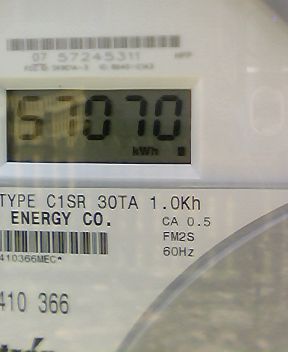 07 57245311
57070
kWh
TYPE C1SR 30TA 1.0Kh
ENERGY CO.
CA 0.5
FM2S
60Hz
410366MEC*
410 366